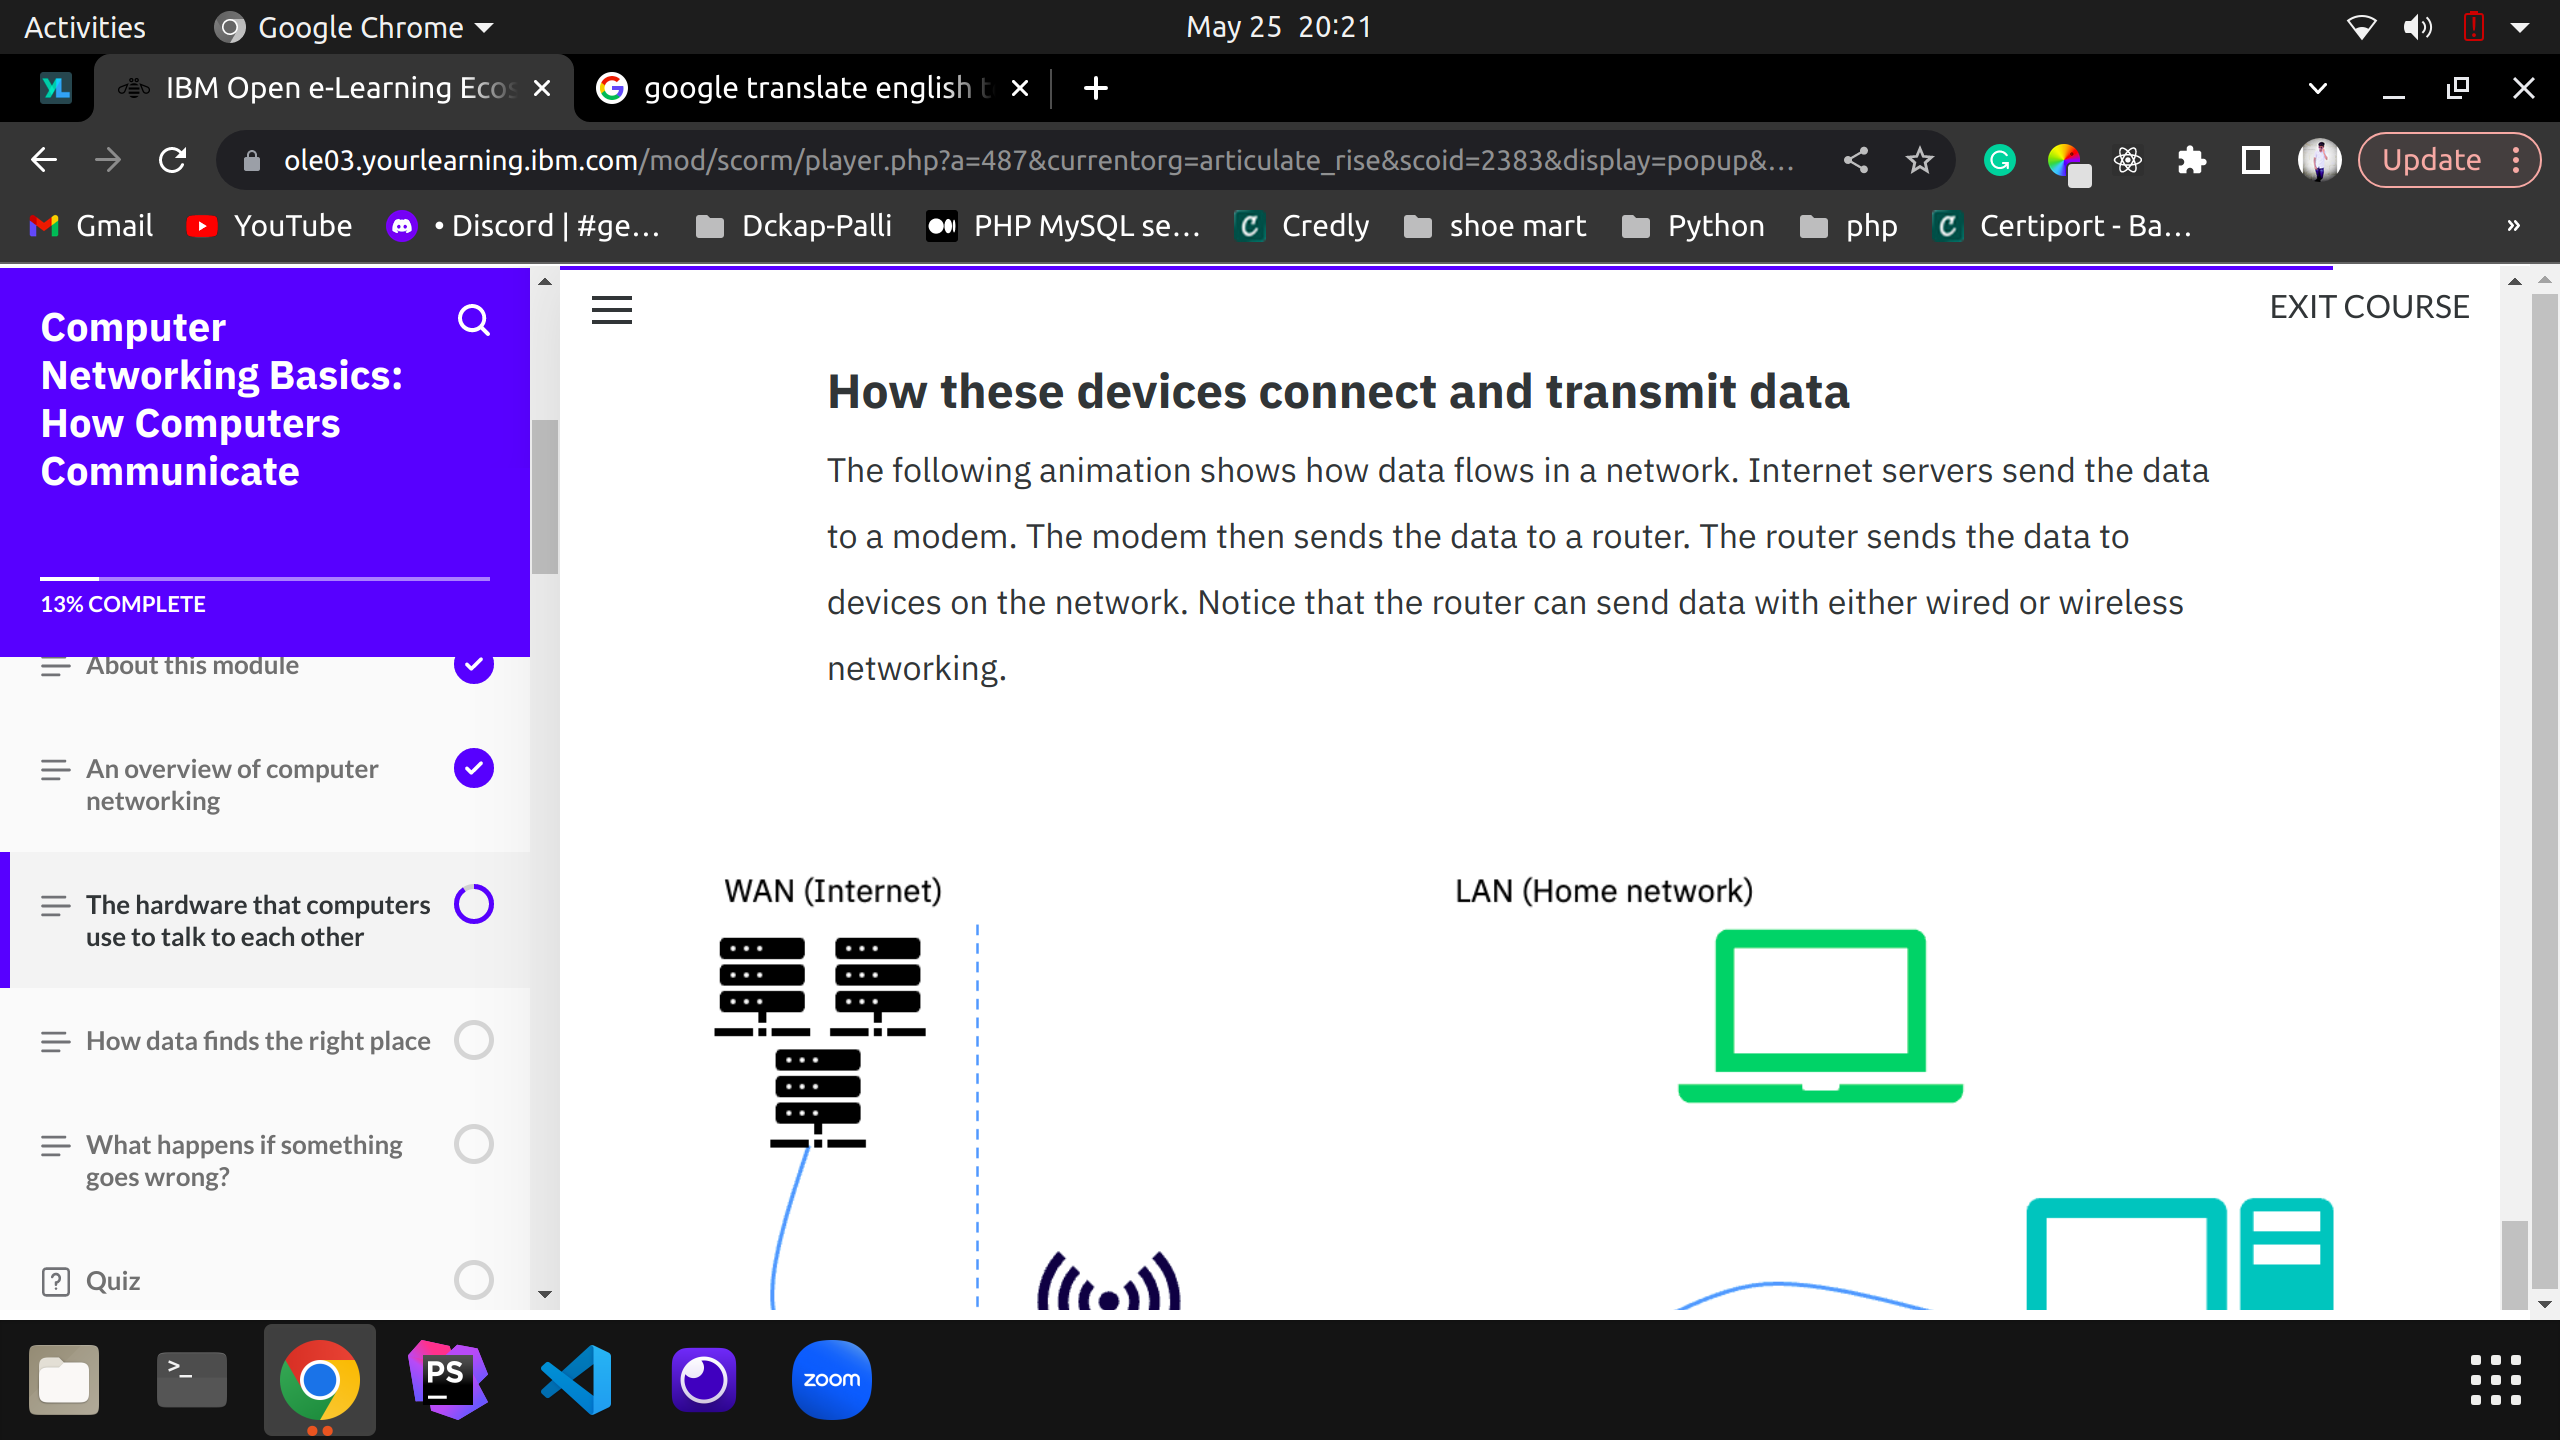 Activities
Google Chrome
May 25 20:21
IBM Open e-Learning Ecos
google translate english t
ole03.yourlearning.ibm.com/mod/scorm/player.php?a=487&currentorg=articulate_rise&scoid=2383&display=popup&...
Update
Gmail
YouTube
• Discord | #ge...
Dckap-Palli
PHP MySQL se...
Credly
shoe mart
Python
php
Certiport - Ba...
»
Computer
Networking Basics:
How Computers
Communicate
13% COMPLETE
About this module
An overview of computer
networking
The hardware that computers
use to talk to each other
How data finds the right place
What happens if something
goes wrong?
Quiz
EXIT COURSE
How these devices connect and transmit data
The following animation shows how data flows in a network. Internet servers send the data
to a modem. The modem then sends the data to a router. The router sends the data to
devices on the network. Notice that the router can send data with either wired or wireless
networking.
WAN (Internet)
LAN (Home network)
PS
zoom